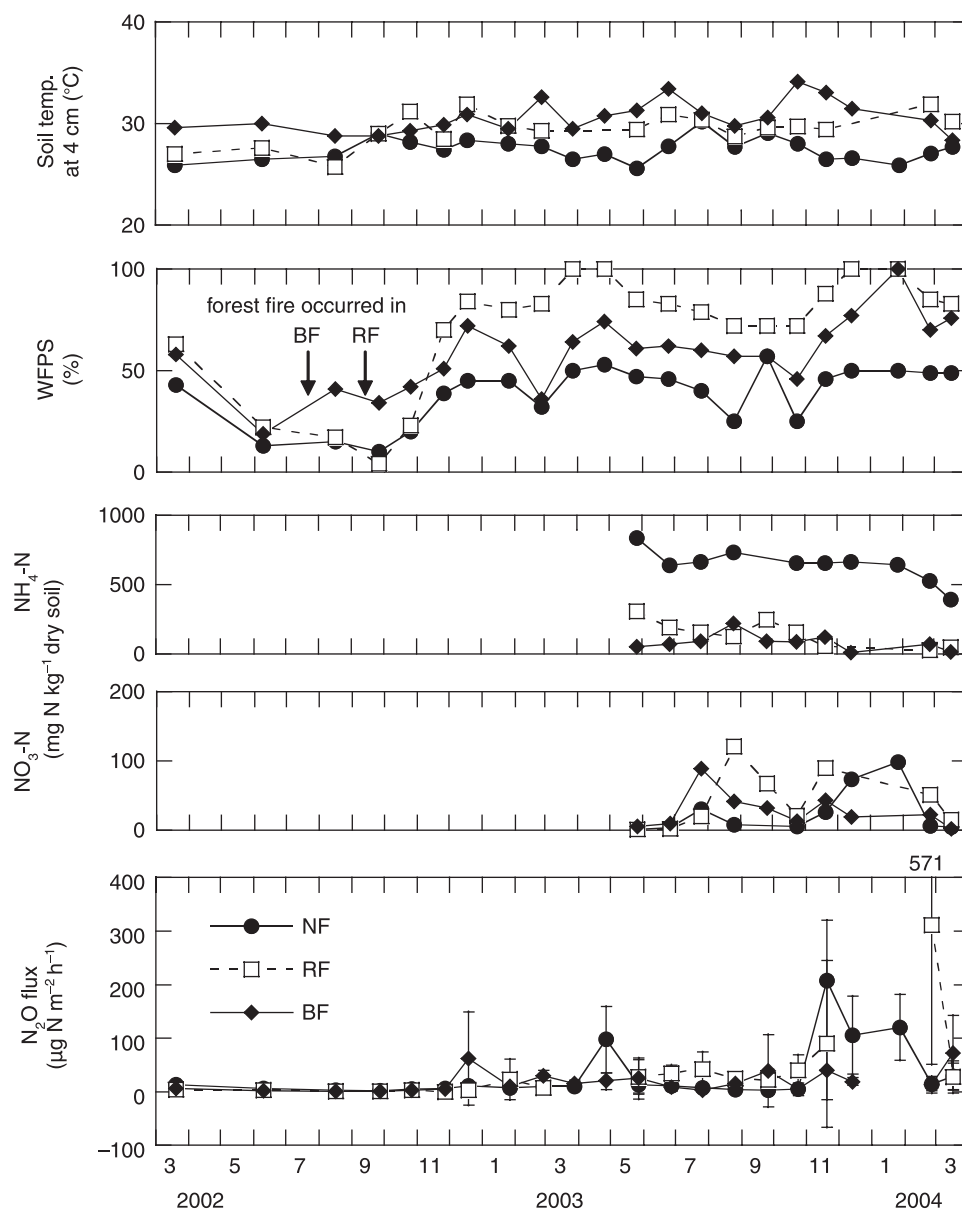 40
30
20
Soil temp.
at 4 cm (°C)
100
50
0
WFPS
(%)
forest fire occurred in
BF RF
1000
500
0
NH₄-N
200
100
0
NO₃-N
(mg N kg⁻¹ dry soil)
571
400
300
200
100
0
−100
N₂O flux
(µg N m⁻² h⁻¹)
NF
RF
BF
3 5 7 9 11 1 3 5 7 9 11 1 3
2002 2003 2004